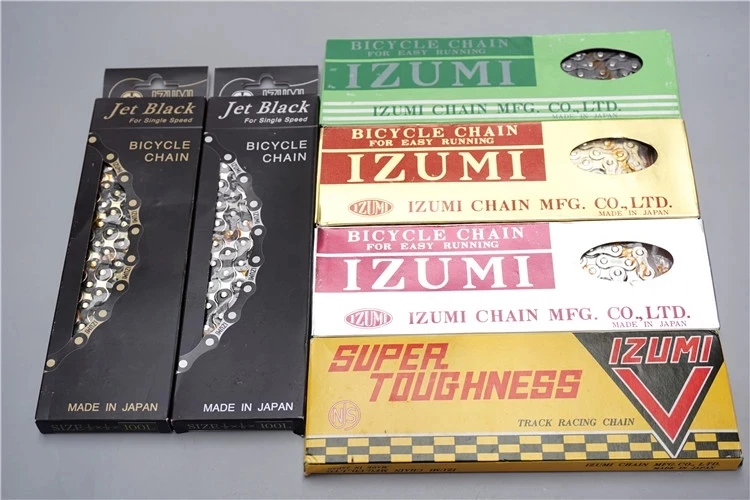 IZUMI
Jet Black
For Single Speed
BICYCLE
CHAIN
MADE IN JAPAN
IZUMI
Jet Black
For Single Speed
BICYCLE
CHAIN
MADE IN JAPAN
BICYCLE CHAIN
FOR EASY RUNNING
IZUMI
IZUMI CHAIN MFG. CO.,LTD.
MADE IN JAPAN
BICYCLE CHAIN
FOR EASY RUNNING
IZUMI
IZUMI
IZUMI CHAIN MFG. CO.,LTD.
MADE IN JAPAN
BICYCLE CHAIN
FOR EASY RUNNING
IZUMI
IZUMI
IZUMI CHAIN MFG. CO.,LTD.
MADE IN JAPAN
SUPER
TOUGHNESS
IZUMI
V
NS
TRACK RACING CHAIN
IZUMI CHAIN MFG. CO.,LTD.